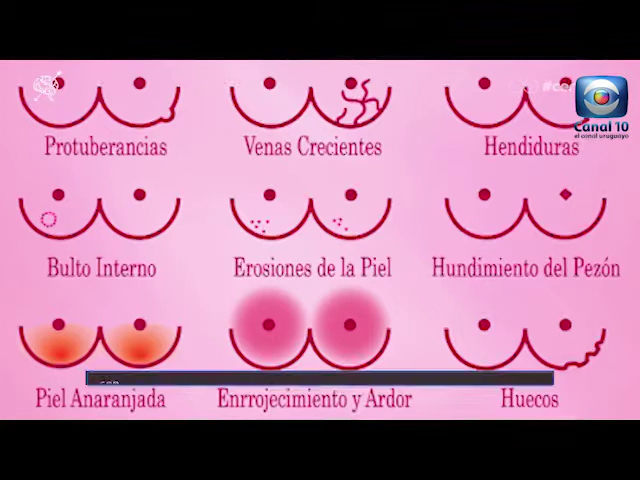 Canal 10
el canal uruguayo
Protuberancias
Venas Crecientes
Hendiduras
Bulto Interno
Erosiones de la Piel
Hundimiento del Pezón
Piel Anaranjada
Enrrojecimiento y Ardor
Huecos